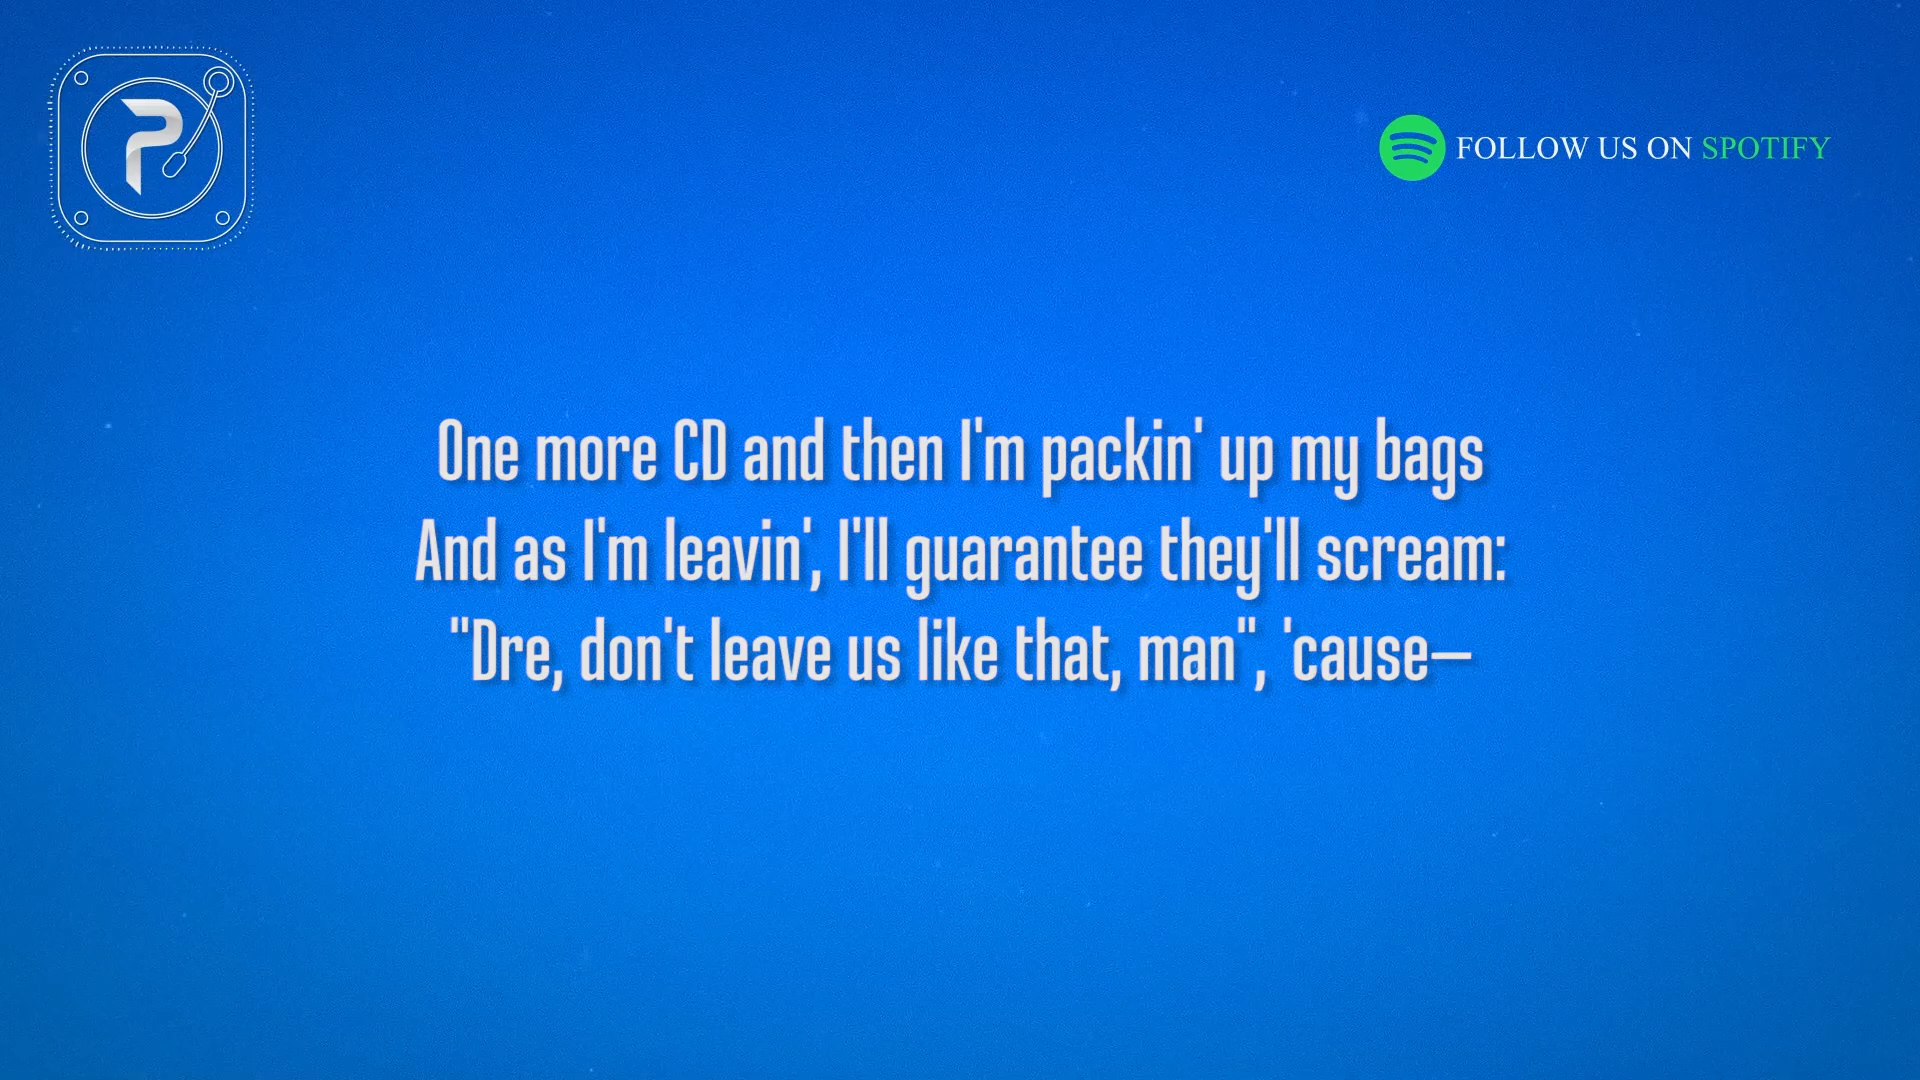 P
FOLLOW US ON SPOTIFY
One more CD and then I'm packin' up my bags
And as I'm leavin', I'll guarantee they'll scream:
"Dre, don't leave us like that, man", 'cause—